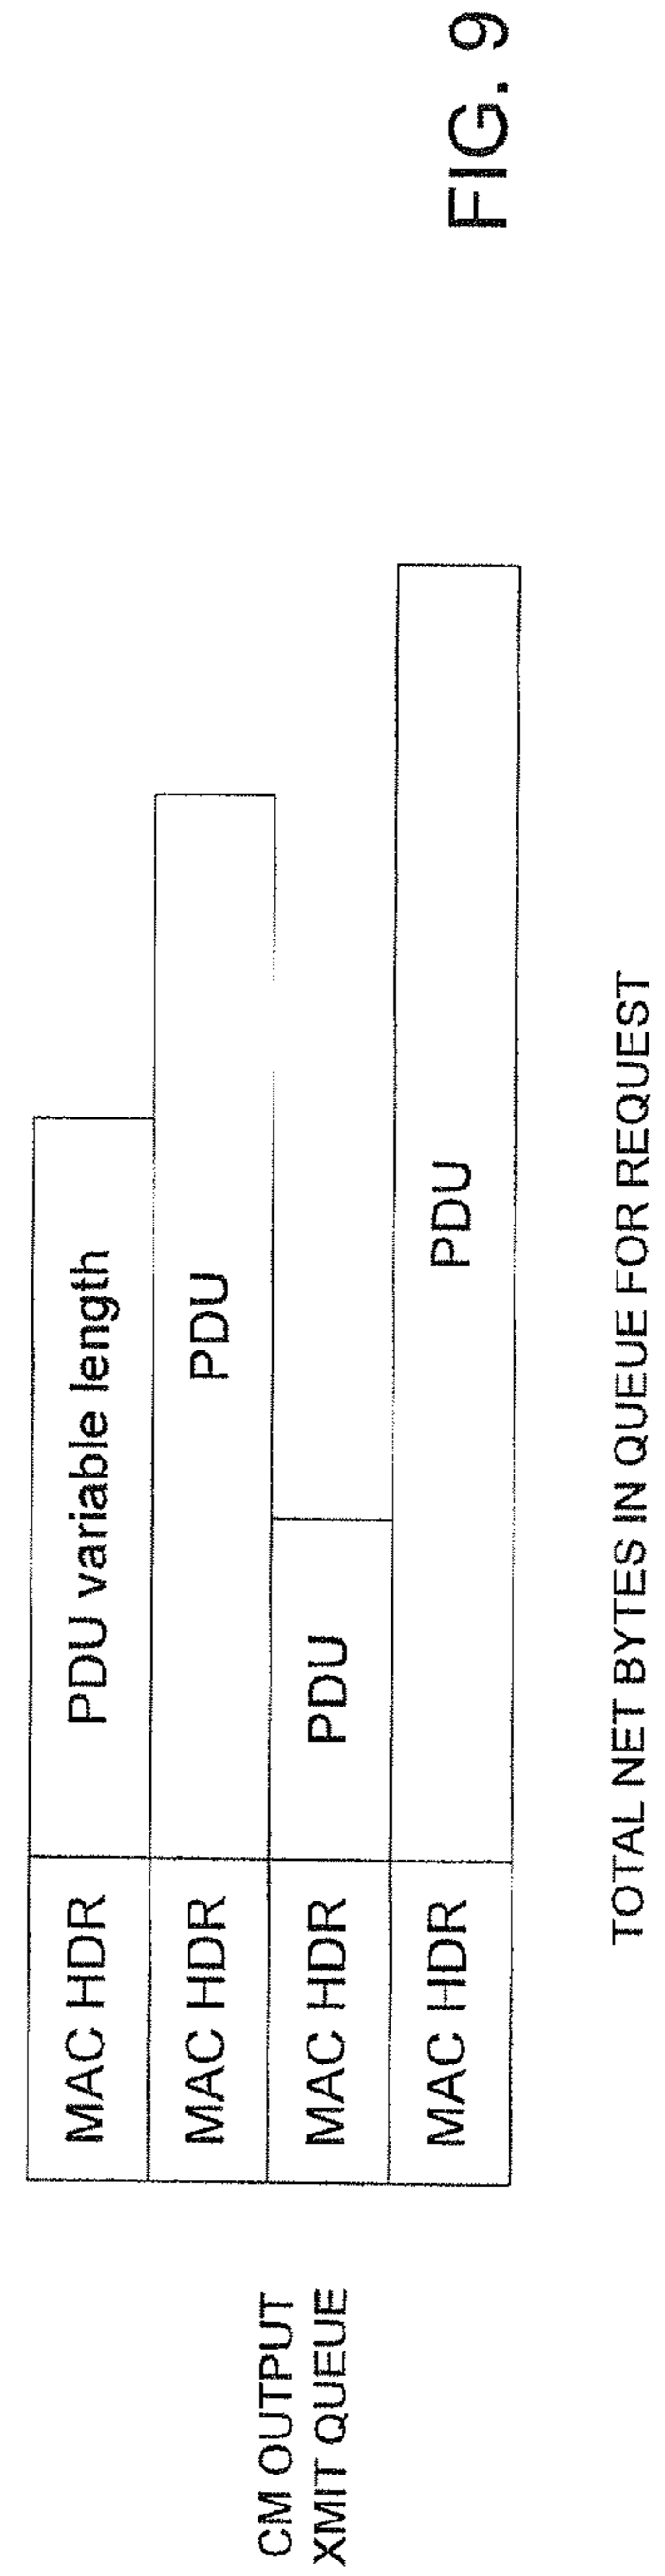 CM OUTPUT
XMIT QUEUE
MAC HDR PDU variable length
MAC HDR PDU
MAC HDR PDU
MAC HDR PDU
TOTAL NET BYTES IN QUEUE FOR REQUEST
FIG. 9